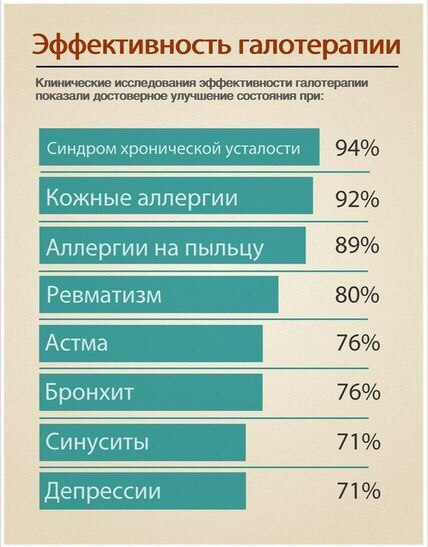 Эффективность галотерапии
Клинические исследования эффективности галотерапии
показали достоверное улучшение состояния при:
Синдром хронической усталости 94%
Кожные аллергии 92%
Аллергии на пыльцу 89%
Ревматизм 80%
Астма 76%
Бронхит 76%
Синуситы 71%
Депрессии 71%